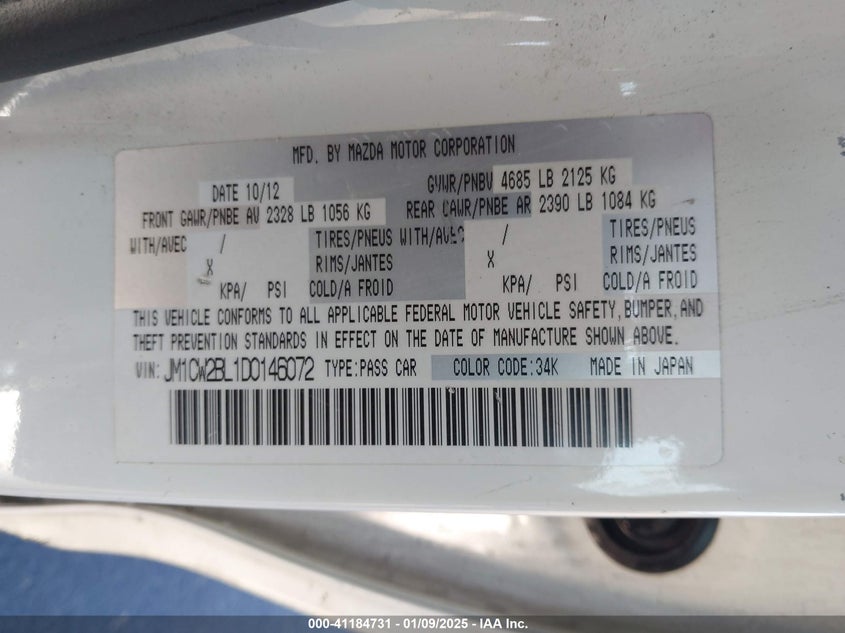 MFD. BY MAZDA MOTOR CORPORATION
DATE 10/12 GVWR/PNBV 4685 LB 2125 KG
FRONT GAWR/PNBE AV 2328 LB 1056 KG REAR GAWR/PNBE AR 2390 LB 1084 KG
WITH/AVEC / TIRES/PNEUS WITH/AVEC / TIRES/PNEUS
X RIMS/JANTES X RIMS/JANTES
KPA/ PSI COLD/A FROID KPA/ PSI COLD/A FROID
THIS VEHICLE CONFORMS TO ALL APPLICABLE FEDERAL MOTOR VEHICLE SAFETY, BUMPER, AND
THEFT PREVENTION STANDARDS IN EFFECT ON THE DATE OF MANUFACTURE SHOWN ABOVE.
VIN: JM1CW2BL1D0146072 TYPE:PASS CAR COLOR CODE:34K MADE IN JAPAN
000-41184731 - 01/09/2025 - IAA Inc.